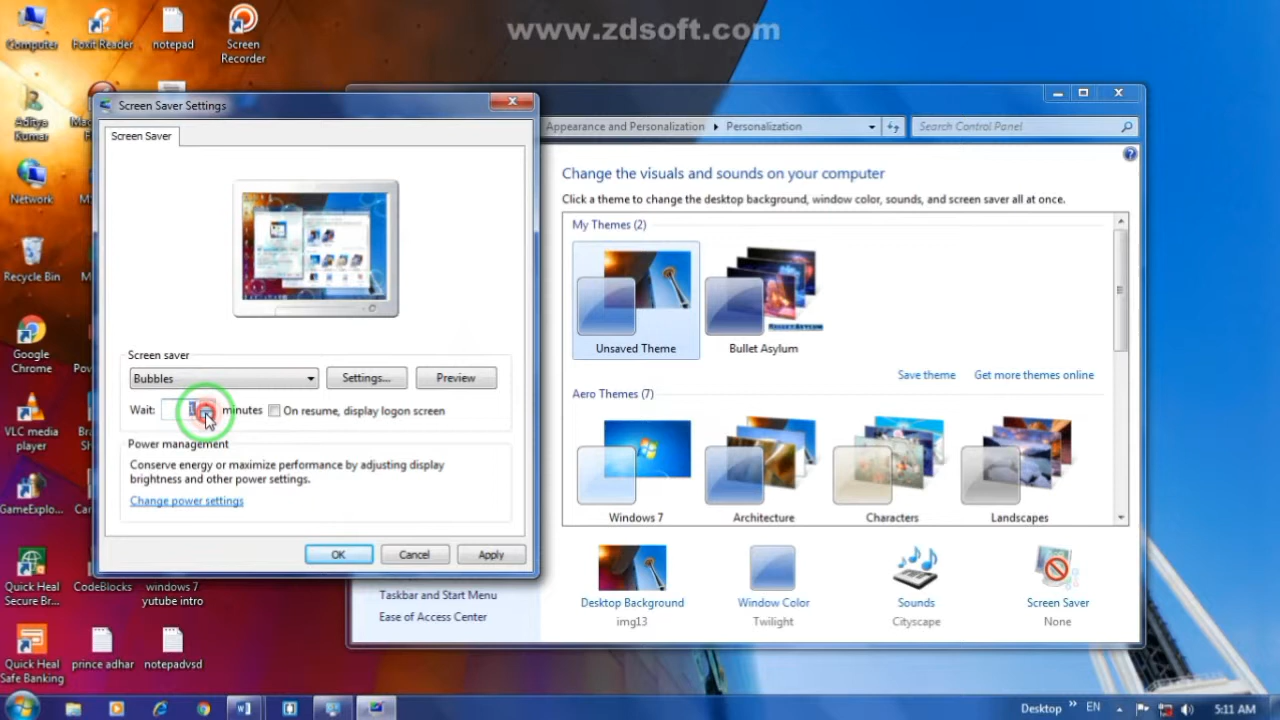 www.zdsoft.com
Computer
Foxit Reader
notepad
Screen
Recorder
Aditya
Kumar
Network
Recycle Bin
Google
Chrome
VLC media
player
GameExplo...
Quick Heal
Secure Br...
CodeBlocks
windows 7
yutube intro
Quick Heal
Safe Banking
prince adhar
notepadvsd
Screen Saver Settings
Screen Saver
Screen saver
Bubbles
Settings...
Preview
Wait:
minutes
On resume, display logon screen
Power management
Conserve energy or maximize performance by adjusting display
brightness and other power settings.
Change power settings
OK
Cancel
Apply
Appearance and Personalization
Personalization
Search Control Panel
Change the visuals and sounds on your computer
Click a theme to change the desktop background, window color, sounds, and screen saver all at once.
My Themes (2)
Unsaved Theme
Bullet Asylum
Save theme
Get more themes online
Aero Themes (7)
Windows 7
Architecture
Characters
Landscapes
Taskbar and Start Menu
Ease of Access Center
Desktop Background
img13
Window Color
Twilight
Sounds
Cityscape
Screen Saver
None
Desktop
EN
5:11 AM